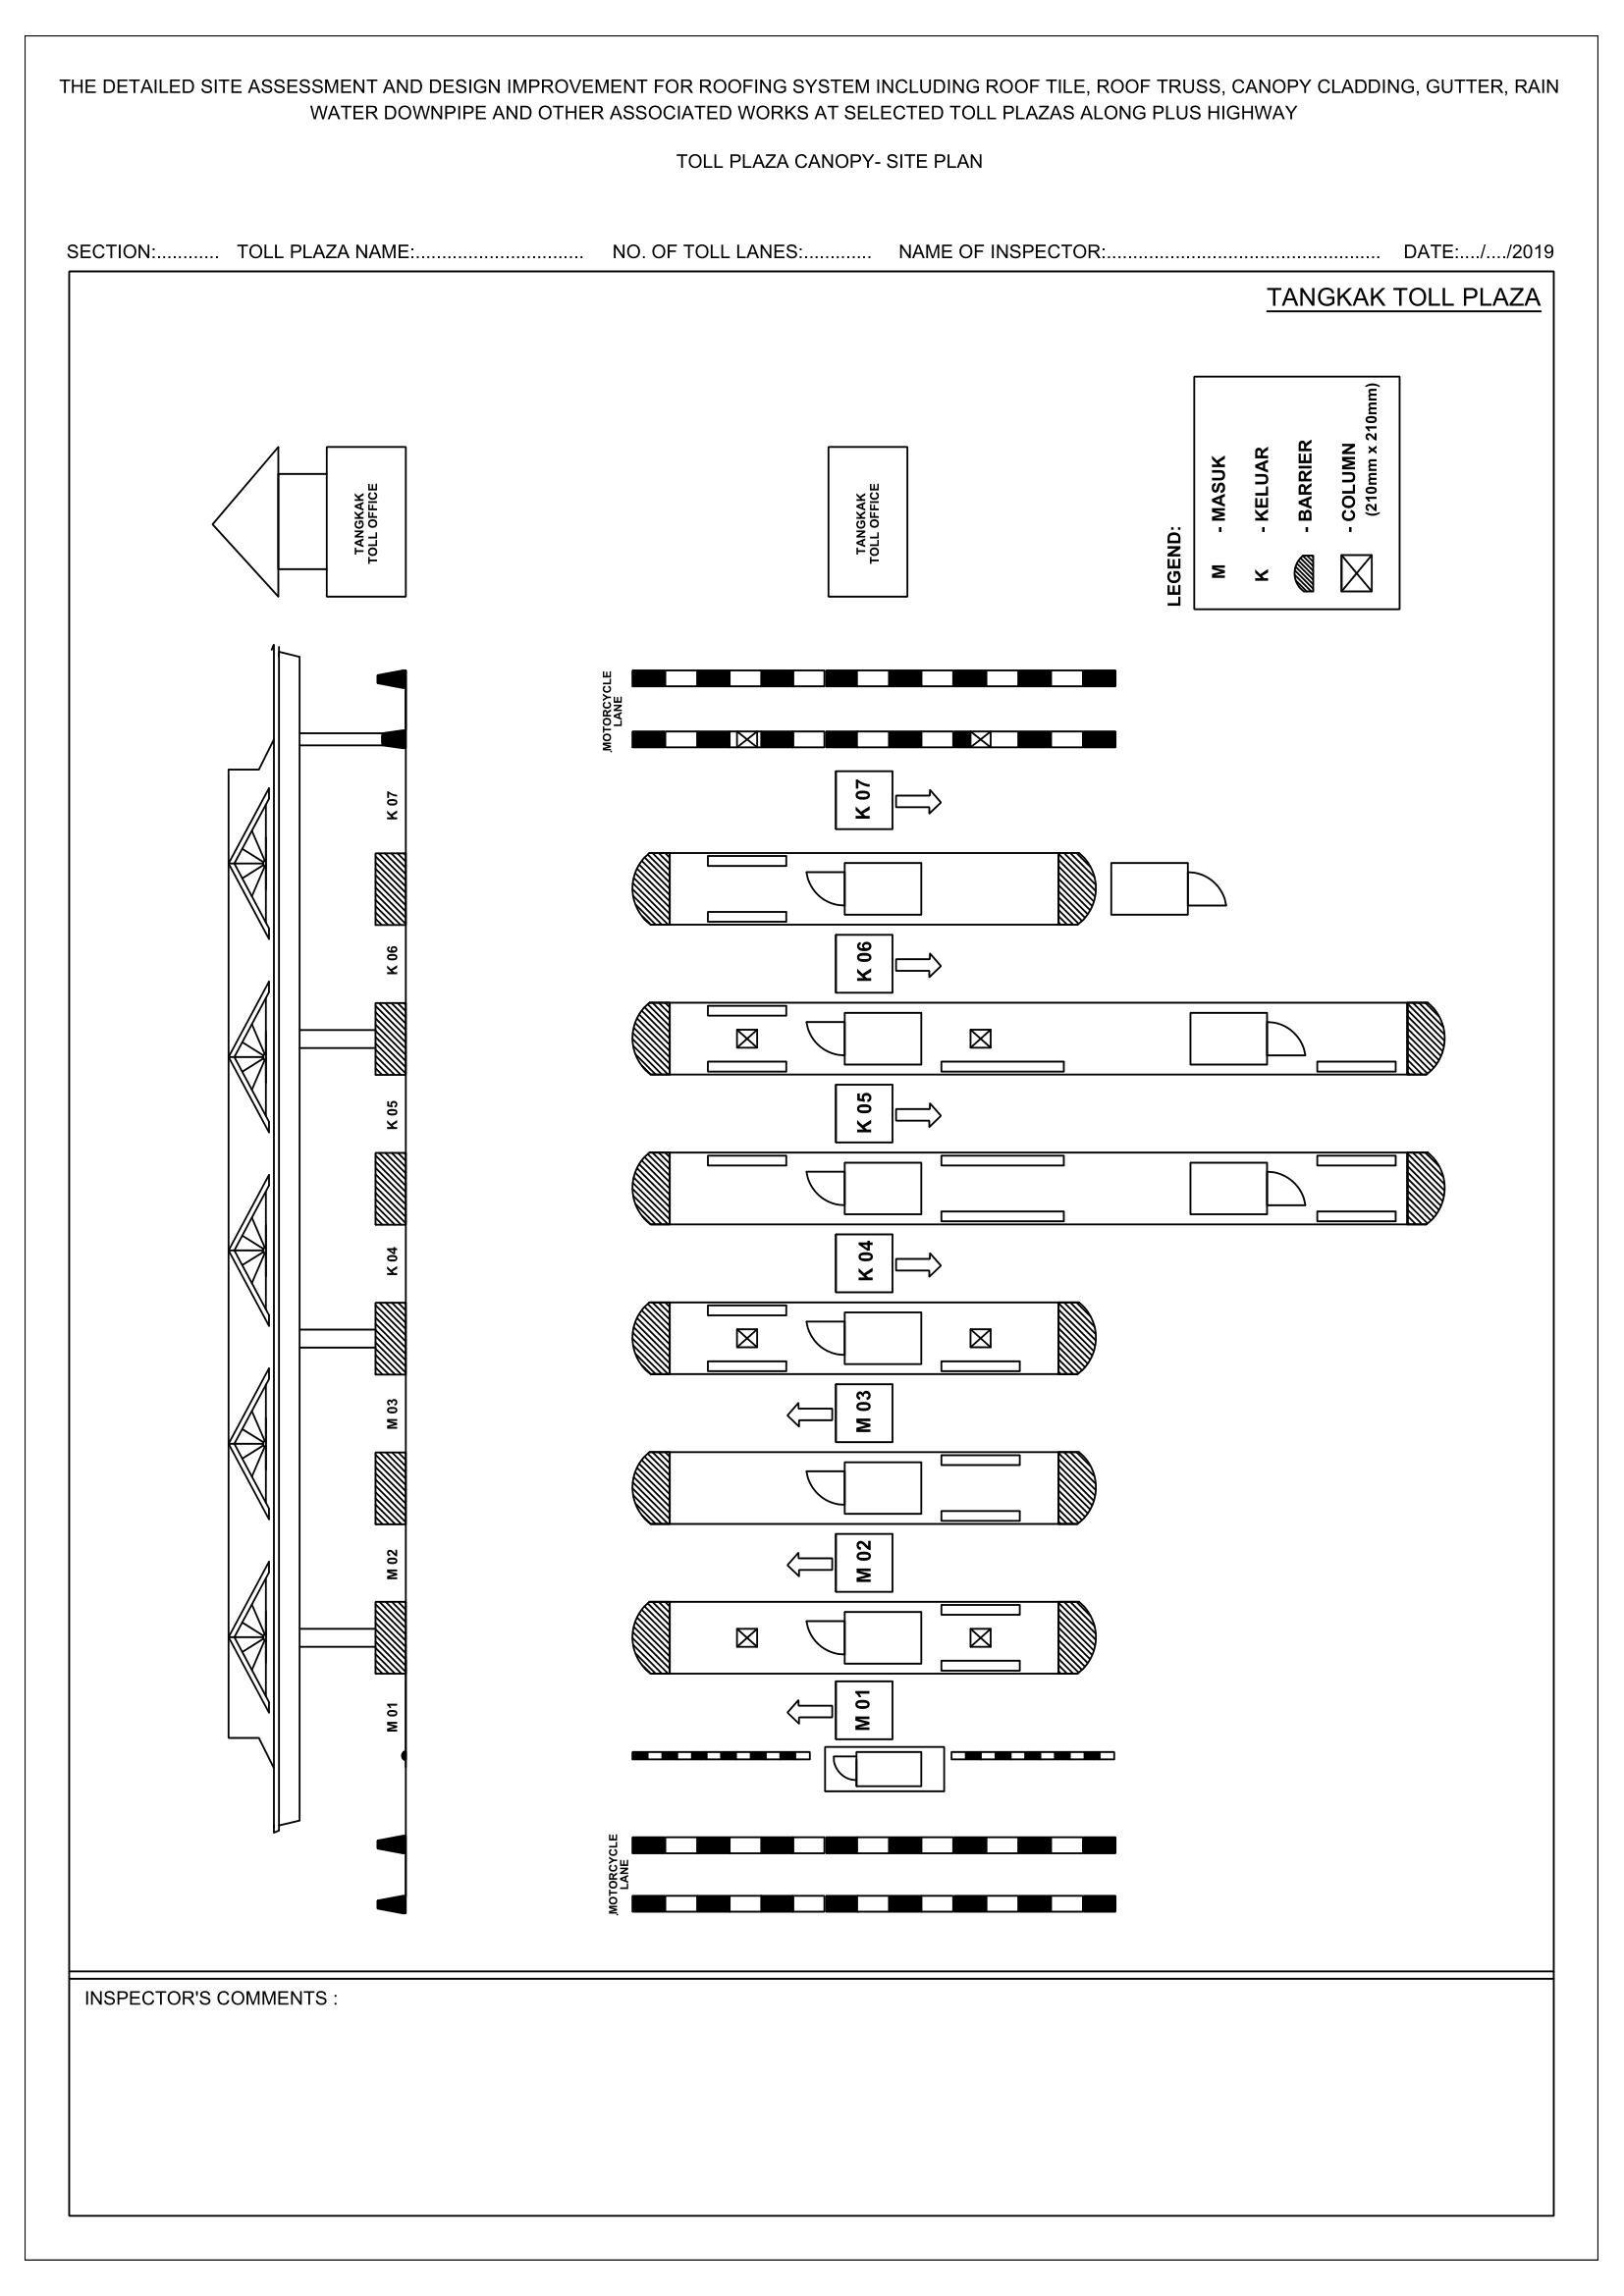 THE DETAILED SITE ASSESSMENT AND DESIGN IMPROVEMENT FOR ROOFING SYSTEM INCLUDING ROOF TILE, ROOF TRUSS, CANOPY CLADDING, GUTTER, RAIN
WATER DOWNPIPE AND OTHER ASSOCIATED WORKS AT SELECTED TOLL PLAZAS ALONG PLUS HIGHWAY
TOLL PLAZA CANOPY- SITE PLAN
SECTION:............ TOLL PLAZA NAME:................................ NO. OF TOLL LANES:............. NAME OF INSPECTOR:.................................................... DATE:..../..../2019
TANGKAK TOLL PLAZA
LEGEND:
M - MASUK
K - KELUAR
- BARRIER
- COLUMN
(210mm x 210mm)
TANGKAK
TOLL OFFICE
TANGKAK
TOLL OFFICE
MOTORCYCLE
LANE
K 07
K 07
K 06
K 06
K 05
K 05
K 04
K 04
M 03
M 03
M 02
M 02
M 01
M 01
MOTORCYCLE
LANE
INSPECTOR'S COMMENTS :